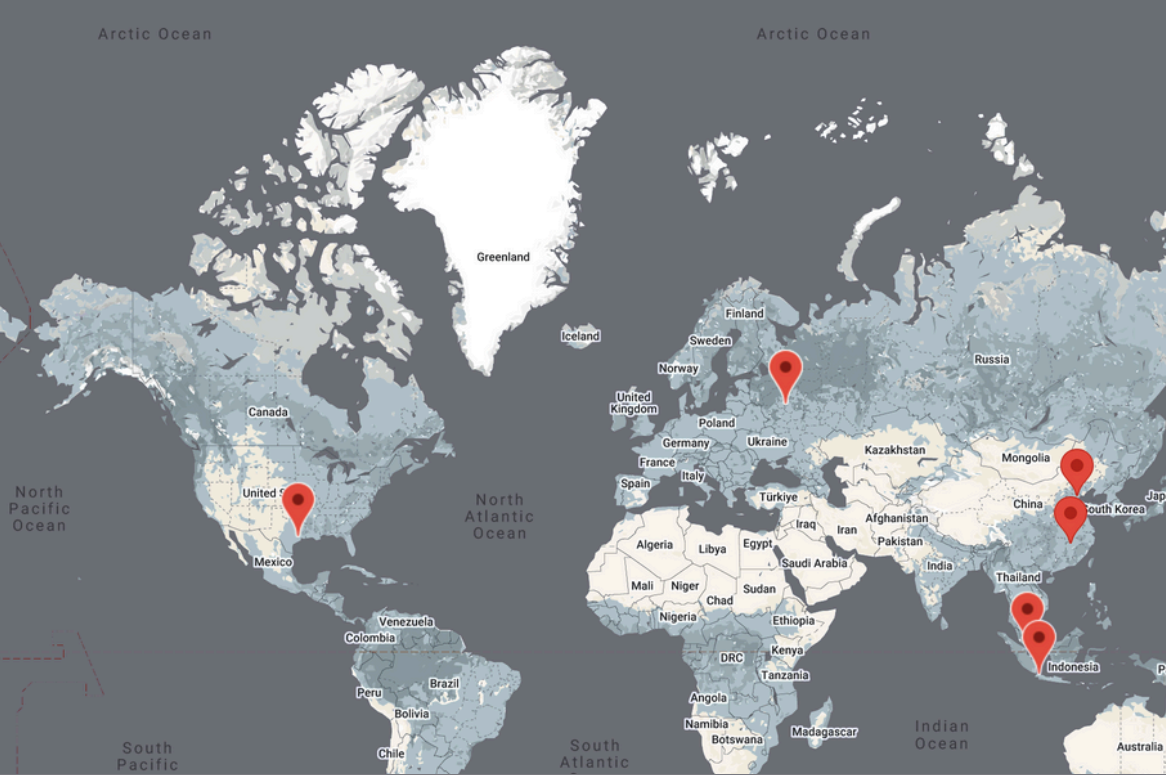 Arctic Ocean
Arctic Ocean
Greenland
Iceland
Finland
Sweden
Norway
Russia
United
Kingdom
Canada
Poland
Ukraine
Germany
Kazakhstan
Mongolia
France
Italy
Spain
North
Pacific
Ocean
United S
North
Atlantic
Ocean
Türkiye
China
South Korea
Iraq
Iran
Afghanistan
Pakistan
Algeria
Libya
Egypt
Saudi Arabia
India
Mexico
Thailand
Mali
Niger
Chad
Sudan
Nigeria
Ethiopia
Venezuela
Colombia
DRC
Kenya
Indonesia
Tanzania
Peru
Brazil
Bolivia
Angola
Namibia
Botswana
Madagascar
Indian
Ocean
Chile
South
Pacific
South
Atlantic
Australia